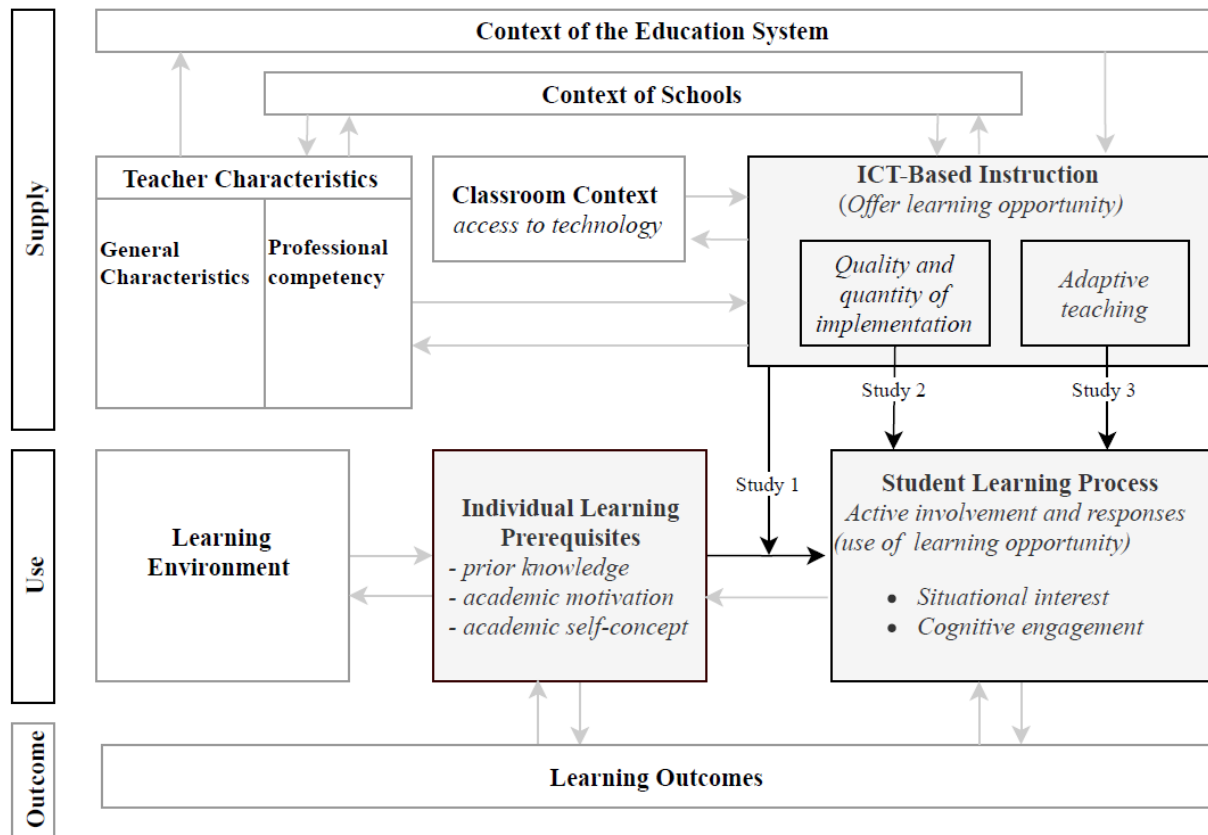 Context of the Education System
Context of Schools
Supply
Teacher Characteristics
General
Characteristics
Professional
competency
Classroom Context
access to technology
ICT-Based Instruction
(Offer learning opportunity)
Quality and
quantity of
implementation
Adaptive
teaching
Study 1
Study 2
Study 3
Use
Learning
Environment
Individual Learning
Prerequisites
- prior knowledge
- academic motivation
- academic self-concept
Student Learning Process
Active involvement and responses
(use of learning opportunity)
• Situational interest
• Cognitive engagement
Outcome
Learning Outcomes